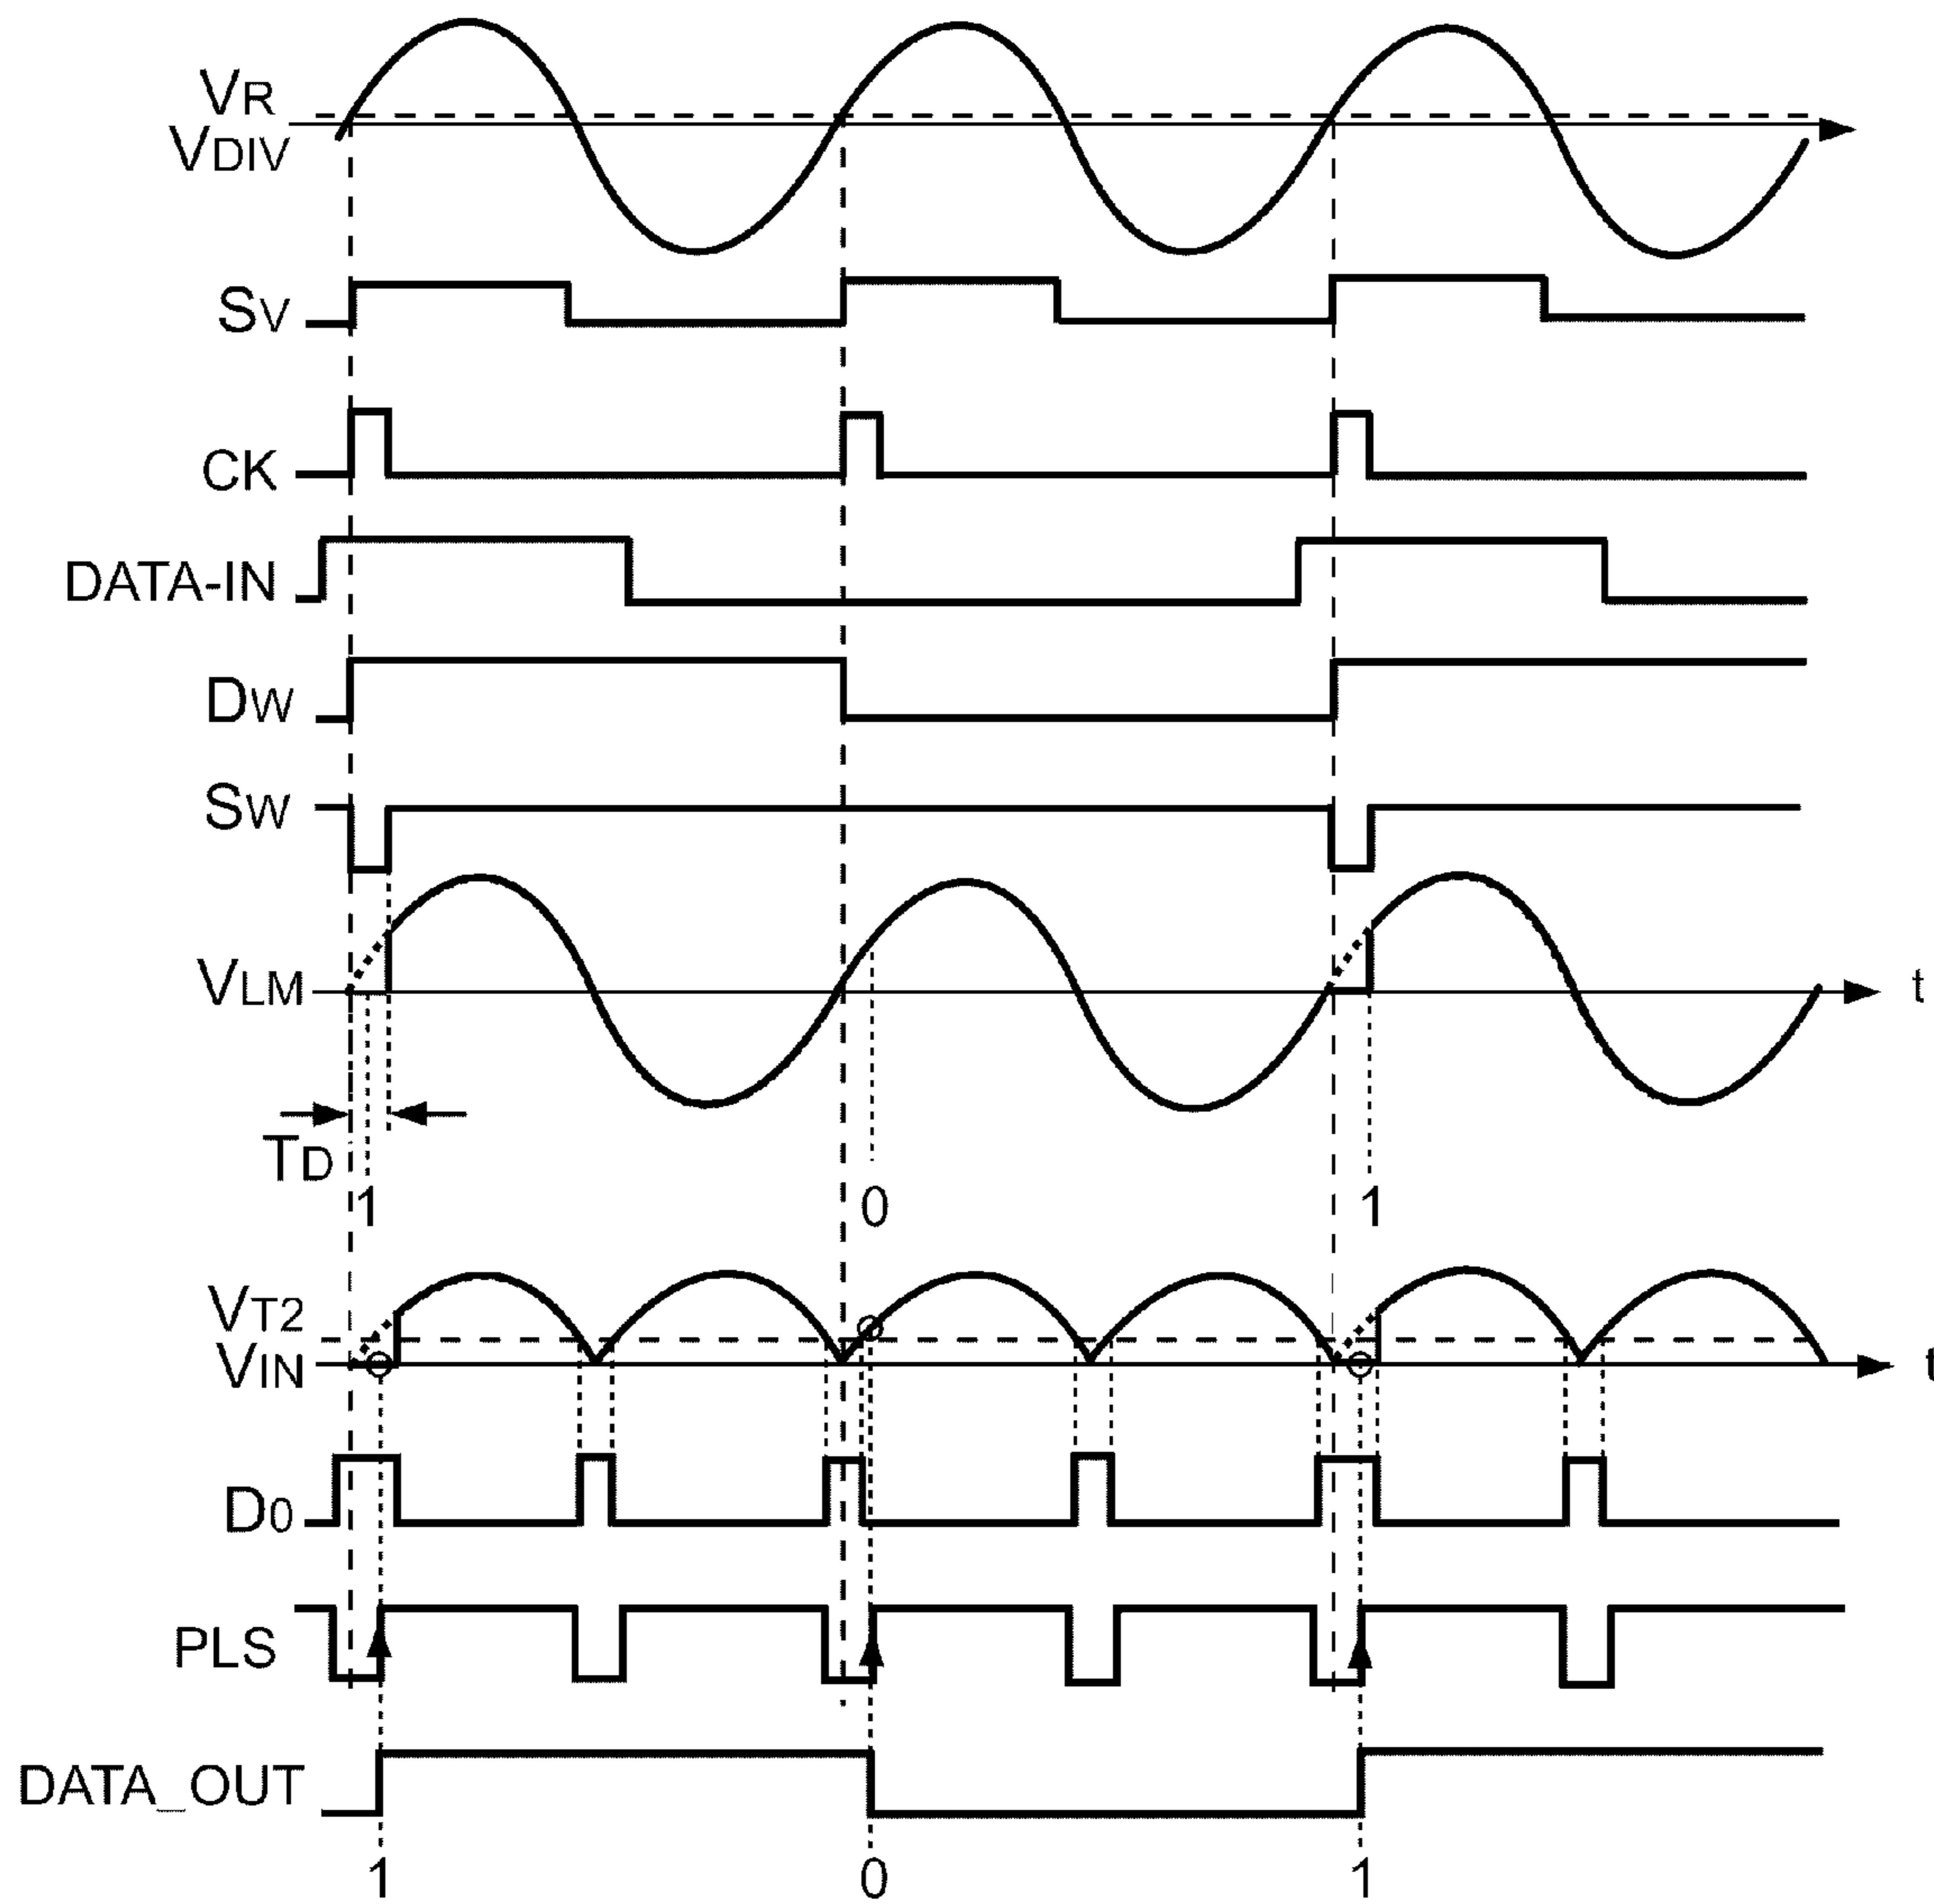 VR
VDIV
SV
CK
DATA-IN
DW
SW
VLM
t
TD
1 0 1
VT2
VIN
t
D0
PLS
DATA_OUT
1 0 1